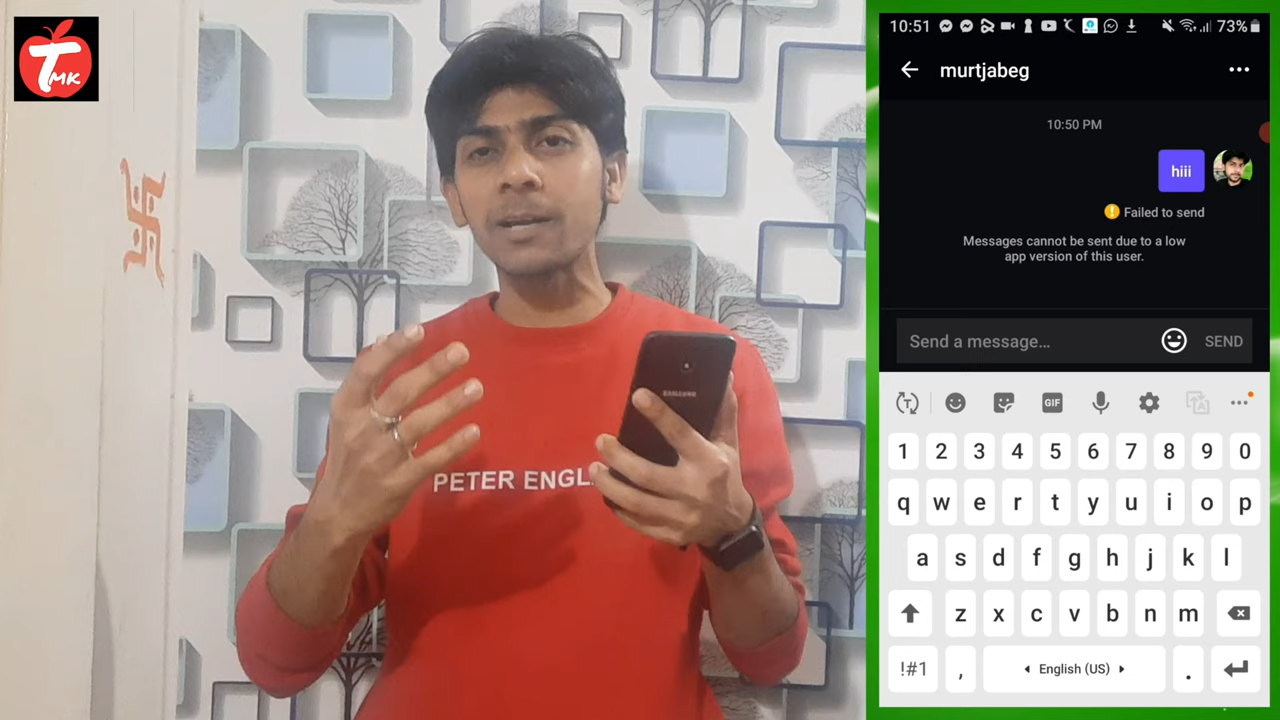 T
MK
SAMSUNG
PETER ENGL
10:51
73%
murtjabeg
10:50 PM
hiii
Failed to send
Messages cannot be sent due to a low
app version of this user.
Send a message...
SEND
T
GIF
A
1 2 3 4 5 6 7 8 9 0
q w e r t y u i o p
a s d f g h j k l
z x c v b n m
!#1 , English (US) .